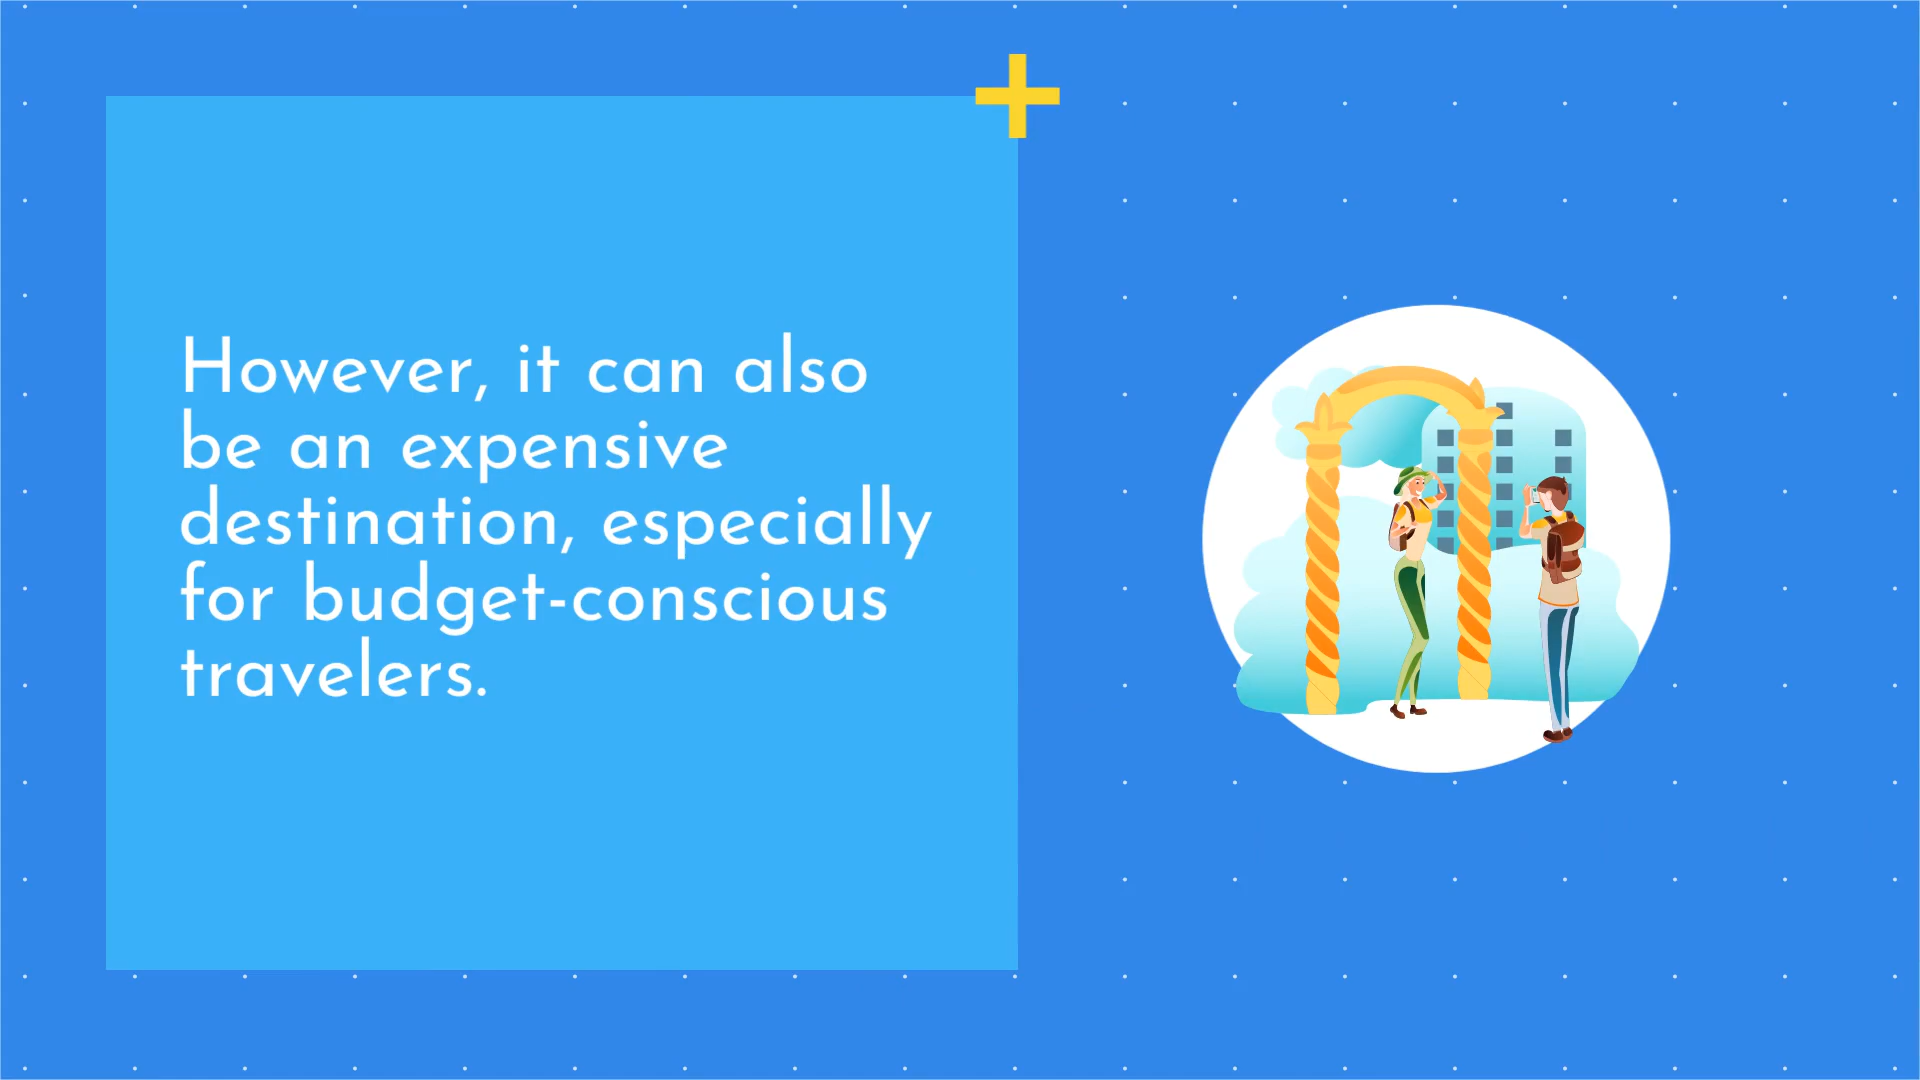 However, it can also
be an expensive
destination, especially
for budget-conscious
travelers.